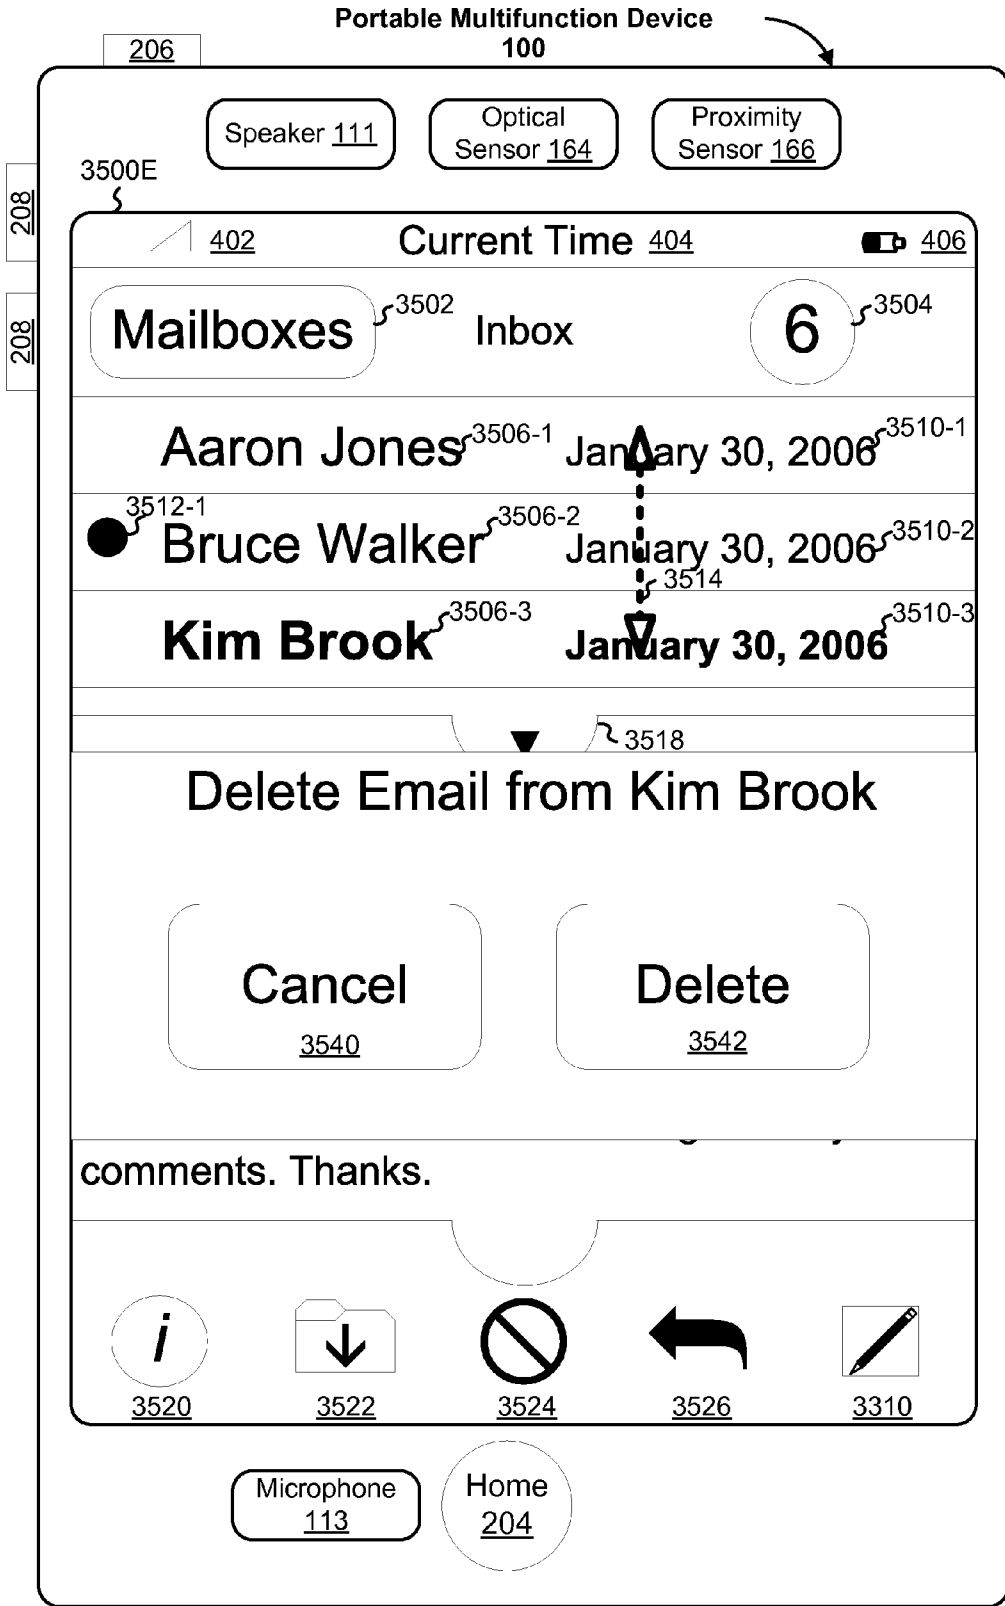 Portable Multifunction Device
100
206
Speaker 111
Optical
Sensor 164
Proximity
Sensor 166
3500E
208
208
402
Current Time 404
406
Mailboxes
3502
Inbox
6
3504
Aaron Jones
3506-1
January 30, 2006
3510-1
3512-1
Bruce Walker
3506-2
January 30, 2006
3510-2
3514
Kim Brook
3506-3
January 30, 2006
3510-3
3518
Delete Email from Kim Brook
Cancel
3540
Delete
3542
comments. Thanks.
i
3520
3522
3524
3526
3310
Microphone
113
Home
204